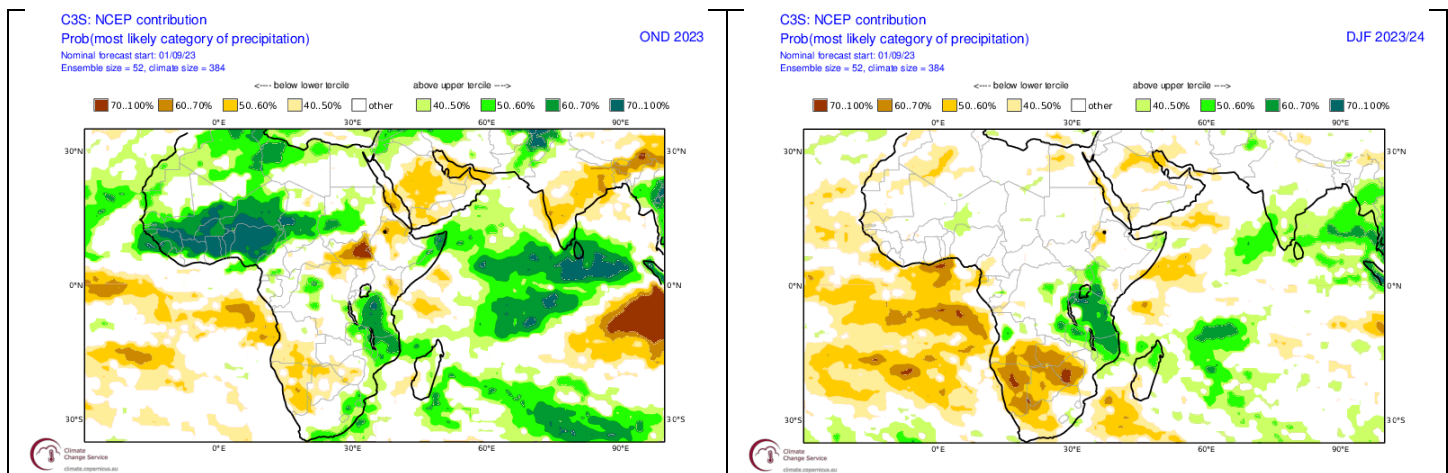 C3S: NCEP contribution
Prob(most likely category of precipitation)
OND 2023
Nominal forecast start: 01/09/23
Ensemble size = 52, climate size = 384
<---- below lower tercile
above upper tercile ---->
70..100%
60..70%
50..60%
40..50%
other
40..50%
50..60%
60..70%
70..100%
0°E
30°E
60°E
90°E
30°N
30°N
0°N
0°N
30°S
30°S
0°E
30°E
60°E
90°E
Climate
Change Service
climate.copernicus.eu
C3S: NCEP contribution
Prob(most likely category of precipitation)
DJF 2023/24
Nominal forecast start: 01/09/23
Ensemble size = 52, climate size = 384
<---- below lower tercile
above upper tercile ---->
70..100%
60..70%
50..60%
40..50%
other
40..50%
50..60%
60..70%
70..100%
0°E
30°E
60°E
90°E
30°N
30°N
0°N
0°N
30°S
30°S
0°E
30°E
60°E
90°E
Climate
Change Service
climate.copernicus.eu